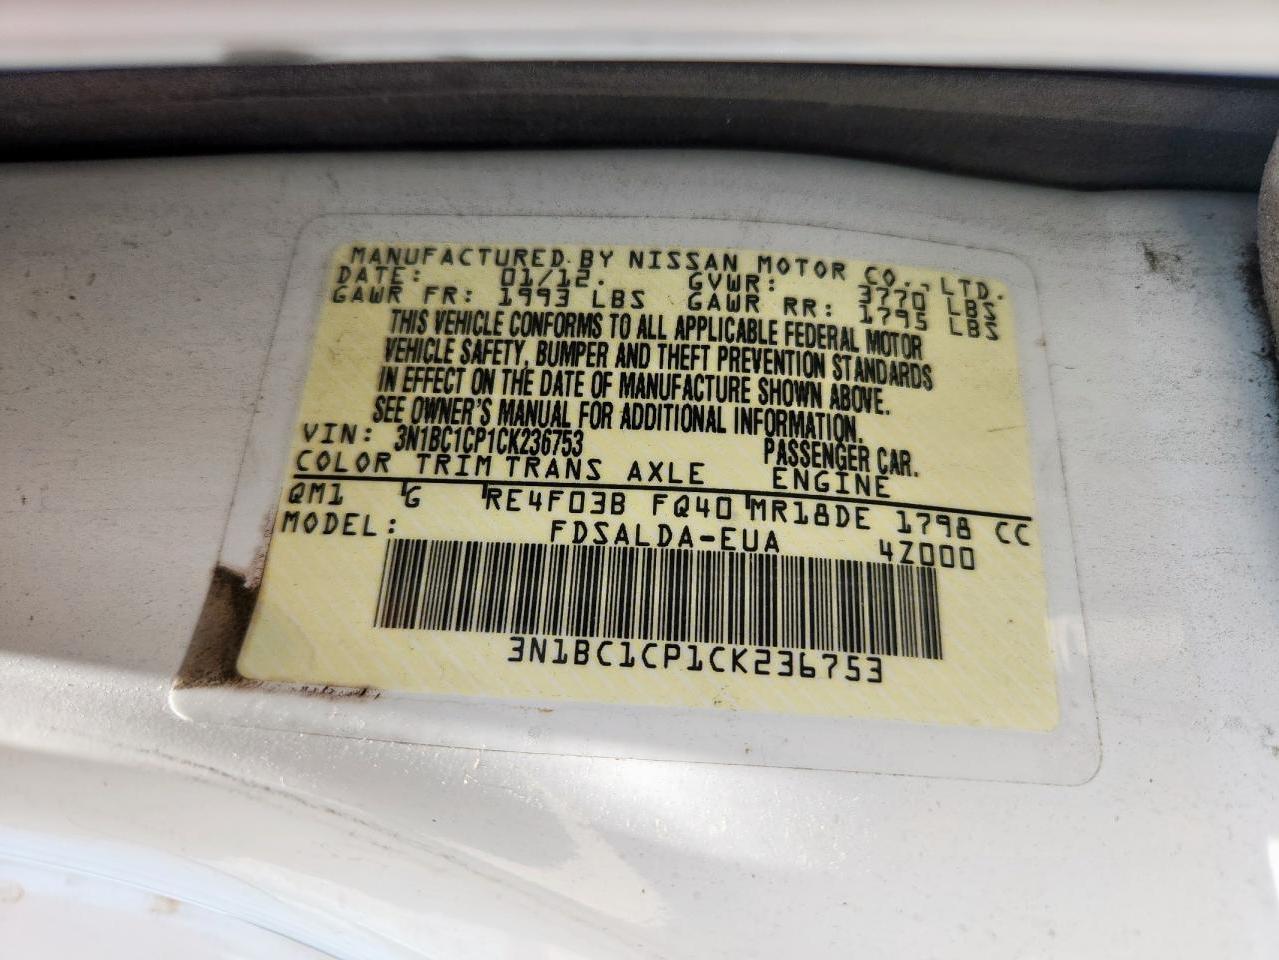 MANUFACTURED BY NISSAN MOTOR CO., LTD.
DATE: 01/12. GVWR: 3770 LBS
GAWR FR: 1993 LBS GAWR RR: 1795 LBS
THIS VEHICLE CONFORMS TO ALL APPLICABLE FEDERAL MOTOR
VEHICLE SAFETY, BUMPER AND THEFT PREVENTION STANDARDS
IN EFFECT ON THE DATE OF MANUFACTURE SHOWN ABOVE.
SEE OWNER'S MANUAL FOR ADDITIONAL INFORMATION.
VIN: 3N1BC1CP1CK236753 PASSENGER CAR.
COLOR TRIM TRANS AXLE ENGINE
QM1 G RE4F03B FQ40 MR18DE 1798 CC
MODEL: FDSALDA-EUA 4Z000
3N1BC1CP1CK236753